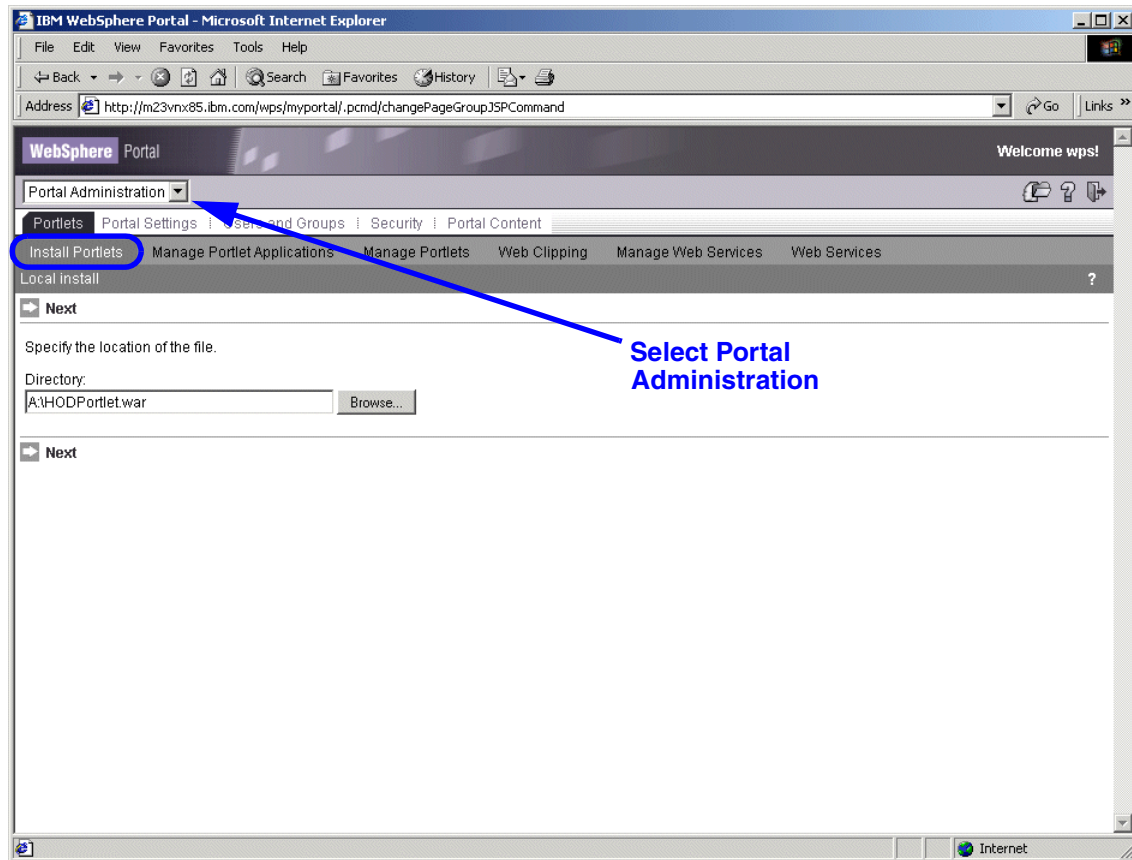 IBM WebSphere Portal - Microsoft Internet Explorer
File Edit View Favorites Tools Help
Back Search Favorites History
Address http://m23vnx85.ibm.com/wps/myportal/.pcmd/changePageGroupJSPCommand Go Links »
WebSphere Portal Welcome wps!
Portal Administration ?
Portlets Portal Settings Users and Groups Security Portal Content
Install Portlets Manage Portlet Applications Manage Portlets Web Clipping Manage Web Services Web Services
Local install ?
Next
Specify the location of the file.
Select Portal
Administration
Directory:
A:\HODPortlet.war Browse...
Next
Internet